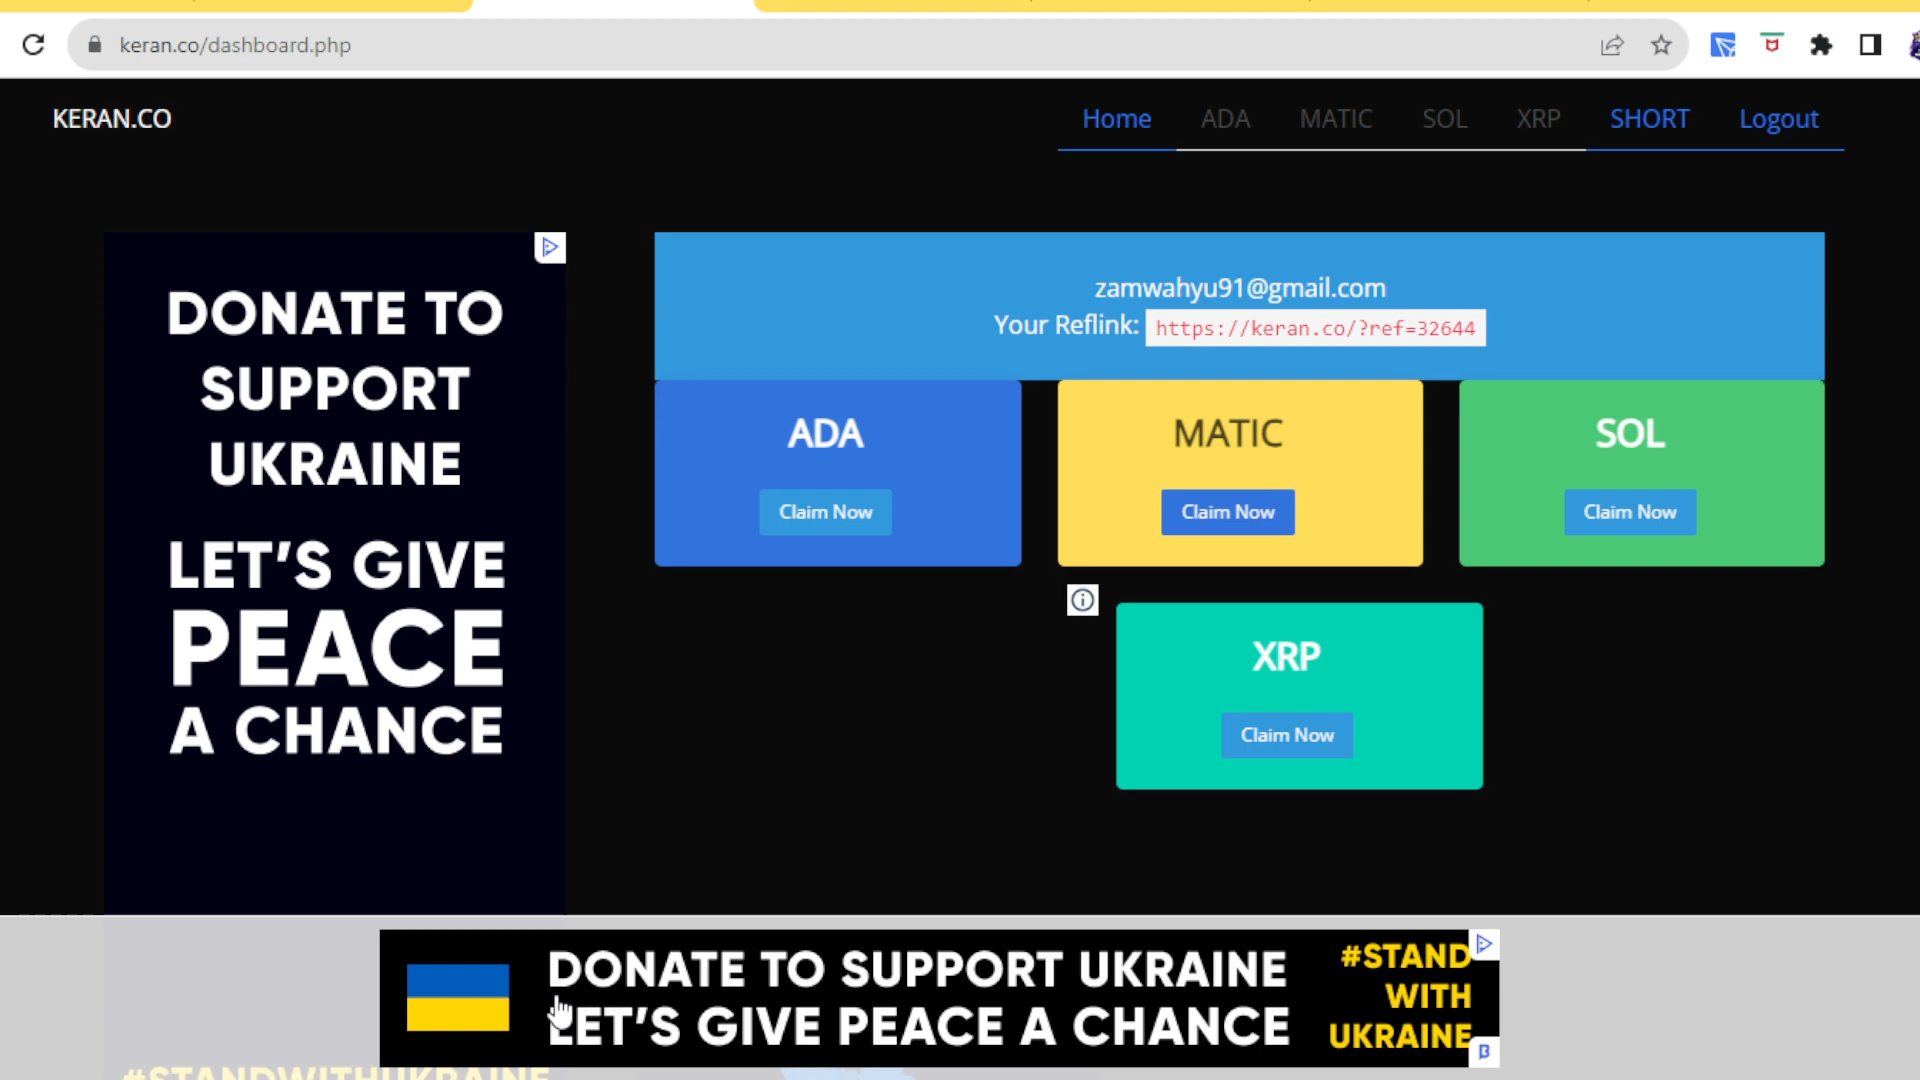 keran.co/dashboard.php
KERAN.CO
Home ADA MATIC SOL XRP SHORT Logout
DONATE TO
SUPPORT
UKRAINE
LET'S GIVE
PEACE
A CHANCE
zamwahyu91@gmail.com
Your Reflink: https://keran.co/?ref=32644
ADA
Claim Now
MATIC
Claim Now
SOL
Claim Now
XRP
Claim Now
DONATE TO SUPPORT UKRAINE
LET'S GIVE PEACE A CHANCE
#STAND
WITH
UKRAINE
#STANDWITHUKRAINE